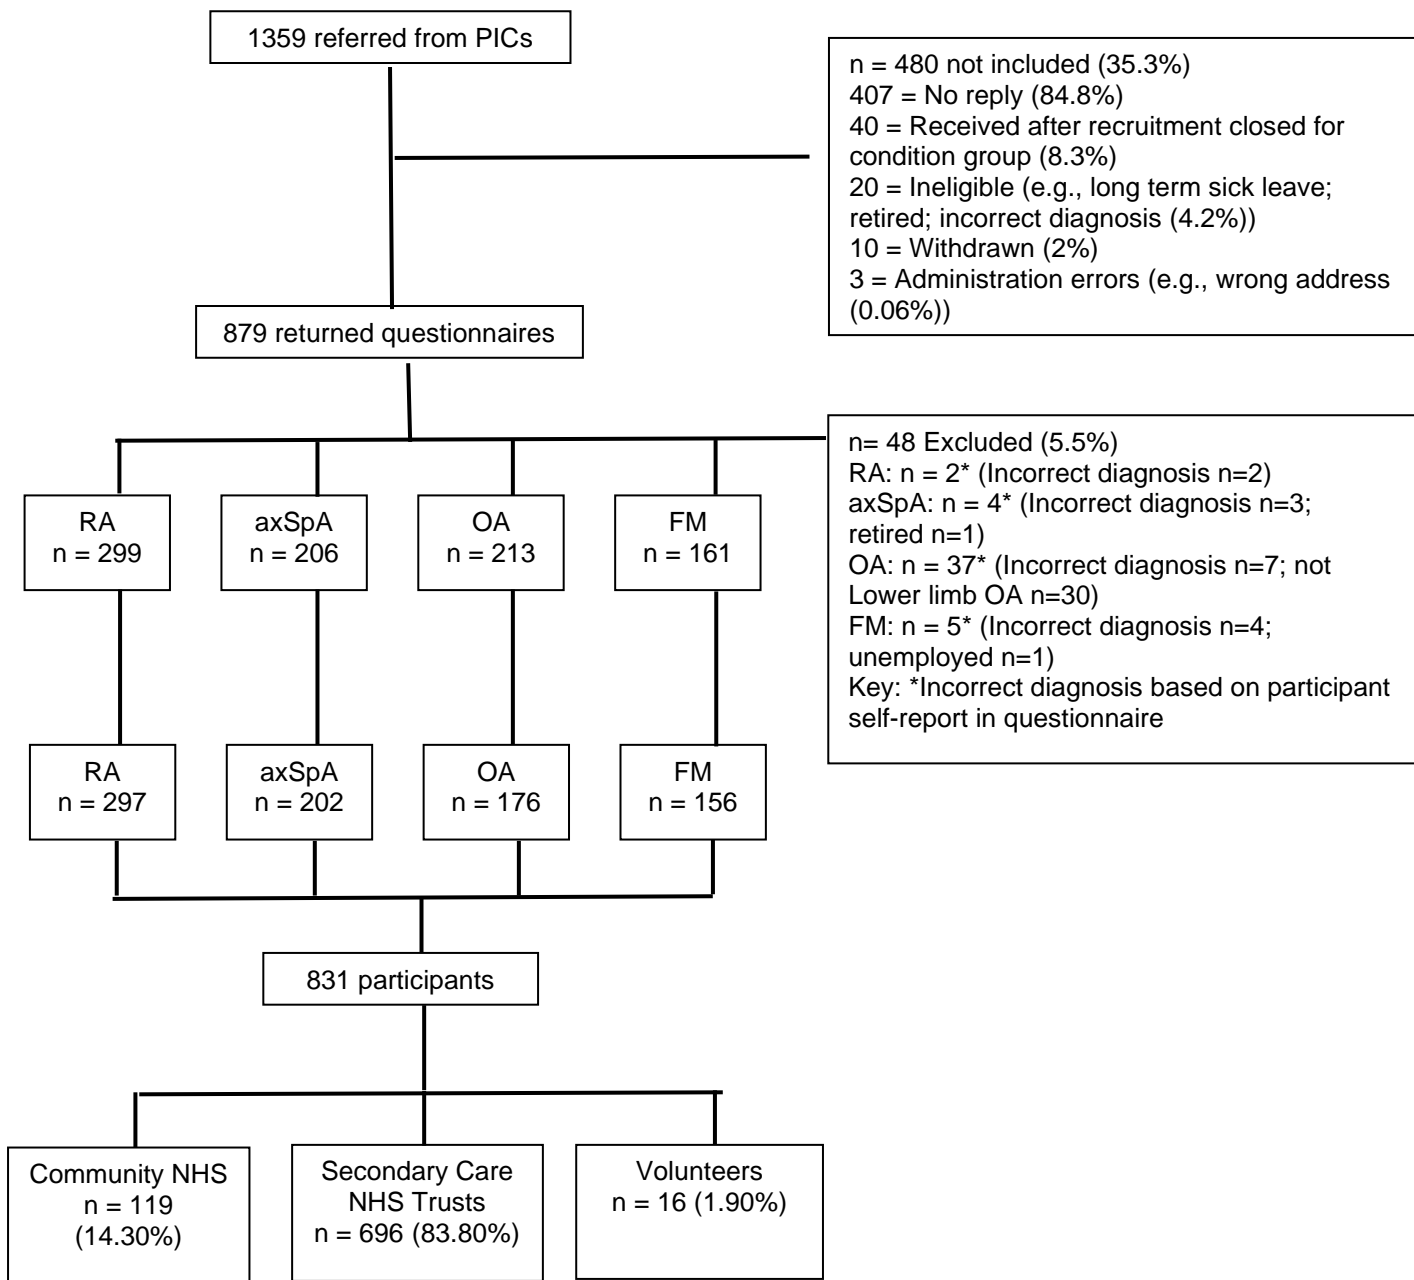 1359 referred from PICs
n = 480 not included (35.3%)
407 = No reply (84.8%)
40 = Received after recruitment closed for
condition group (8.3%)
20 = Ineligible (e.g., long term sick leave;
retired; incorrect diagnosis (4.2%))
10 = Withdrawn (2%)
3 = Administration errors (e.g., wrong address
(0.06%))
879 returned questionnaires
n= 48 Excluded (5.5%)
RA: n = 2* (Incorrect diagnosis n=2)
axSpA: n = 4* (Incorrect diagnosis n=3;
retired n=1)
OA: n = 37* (Incorrect diagnosis n=7; not
Lower limb OA n=30)
FM: n = 5* (Incorrect diagnosis n=4;
unemployed n=1)
Key: *Incorrect diagnosis based on participant
self-report in questionnaire
RA
n = 299
axSpA
n = 206
OA
n = 213
FM
n = 161
RA
n = 297
axSpA
n = 202
OA
n = 176
FM
n = 156
831 participants
Community NHS
n = 119
(14.30%)
Secondary Care
NHS Trusts
n = 696 (83.80%)
Volunteers
n = 16 (1.90%)